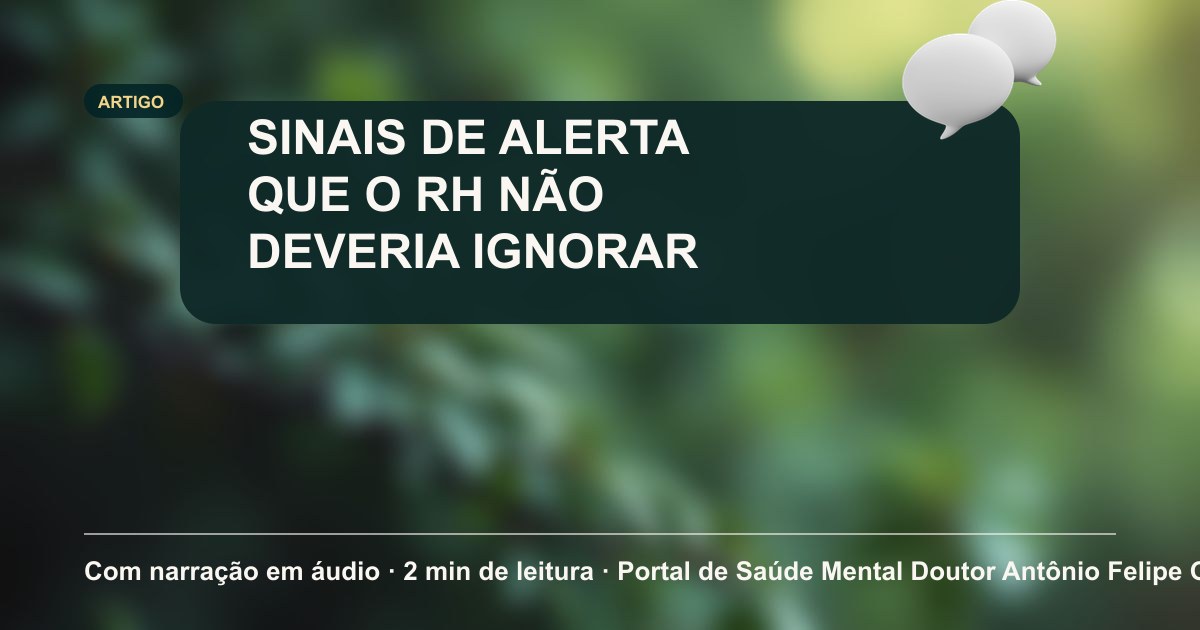 ARTIGO
SINAIS DE ALERTA
QUE O RH NÃO
DEVERIA IGNORAR
Com narração em áudio · 2 min de leitura · Portal de Saúde Mental Doutor Antônio Felipe